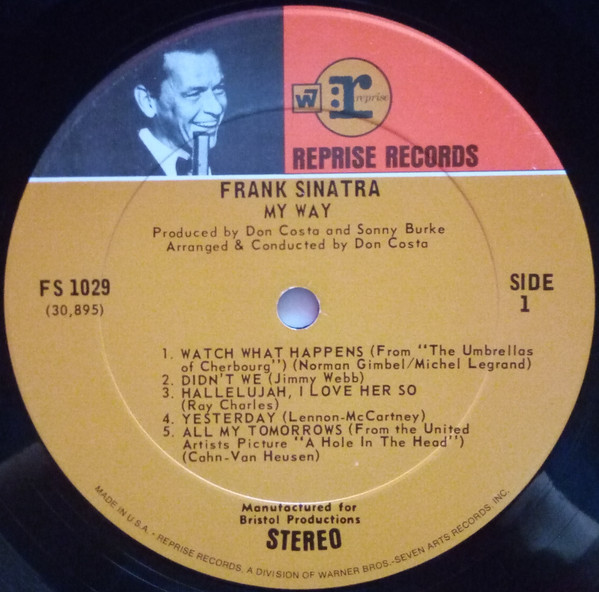 W7
r: reprise
REPRISE RECORDS
FRANK SINATRA
MY WAY
Produced by Don Costa and Sonny Burke
Arranged & Conducted by Don Costa
FS 1029
(30,895)
SIDE
1
1. WATCH WHAT HAPPENS (From "The Umbrellas
of Cherbourg") (Norman Gimbel/Michel Legrand)
2. DIDN'T WE (Jimmy Webb)
3. HALLELUJAH, I LOVE HER SO
(Ray Charles)
4. YESTERDAY (Lennon-McCartney)
5. ALL MY TOMORROWS (From the United
Artists Picture "A Hole In The Head")
(Cahn-Van Heusen)
Manufactured for
Bristol Productions
STEREO
MADE IN U.S.A. - REPRISE RECORDS, A DIVISION OF WARNER BROS.-SEVEN ARTS RECORDS, INC.